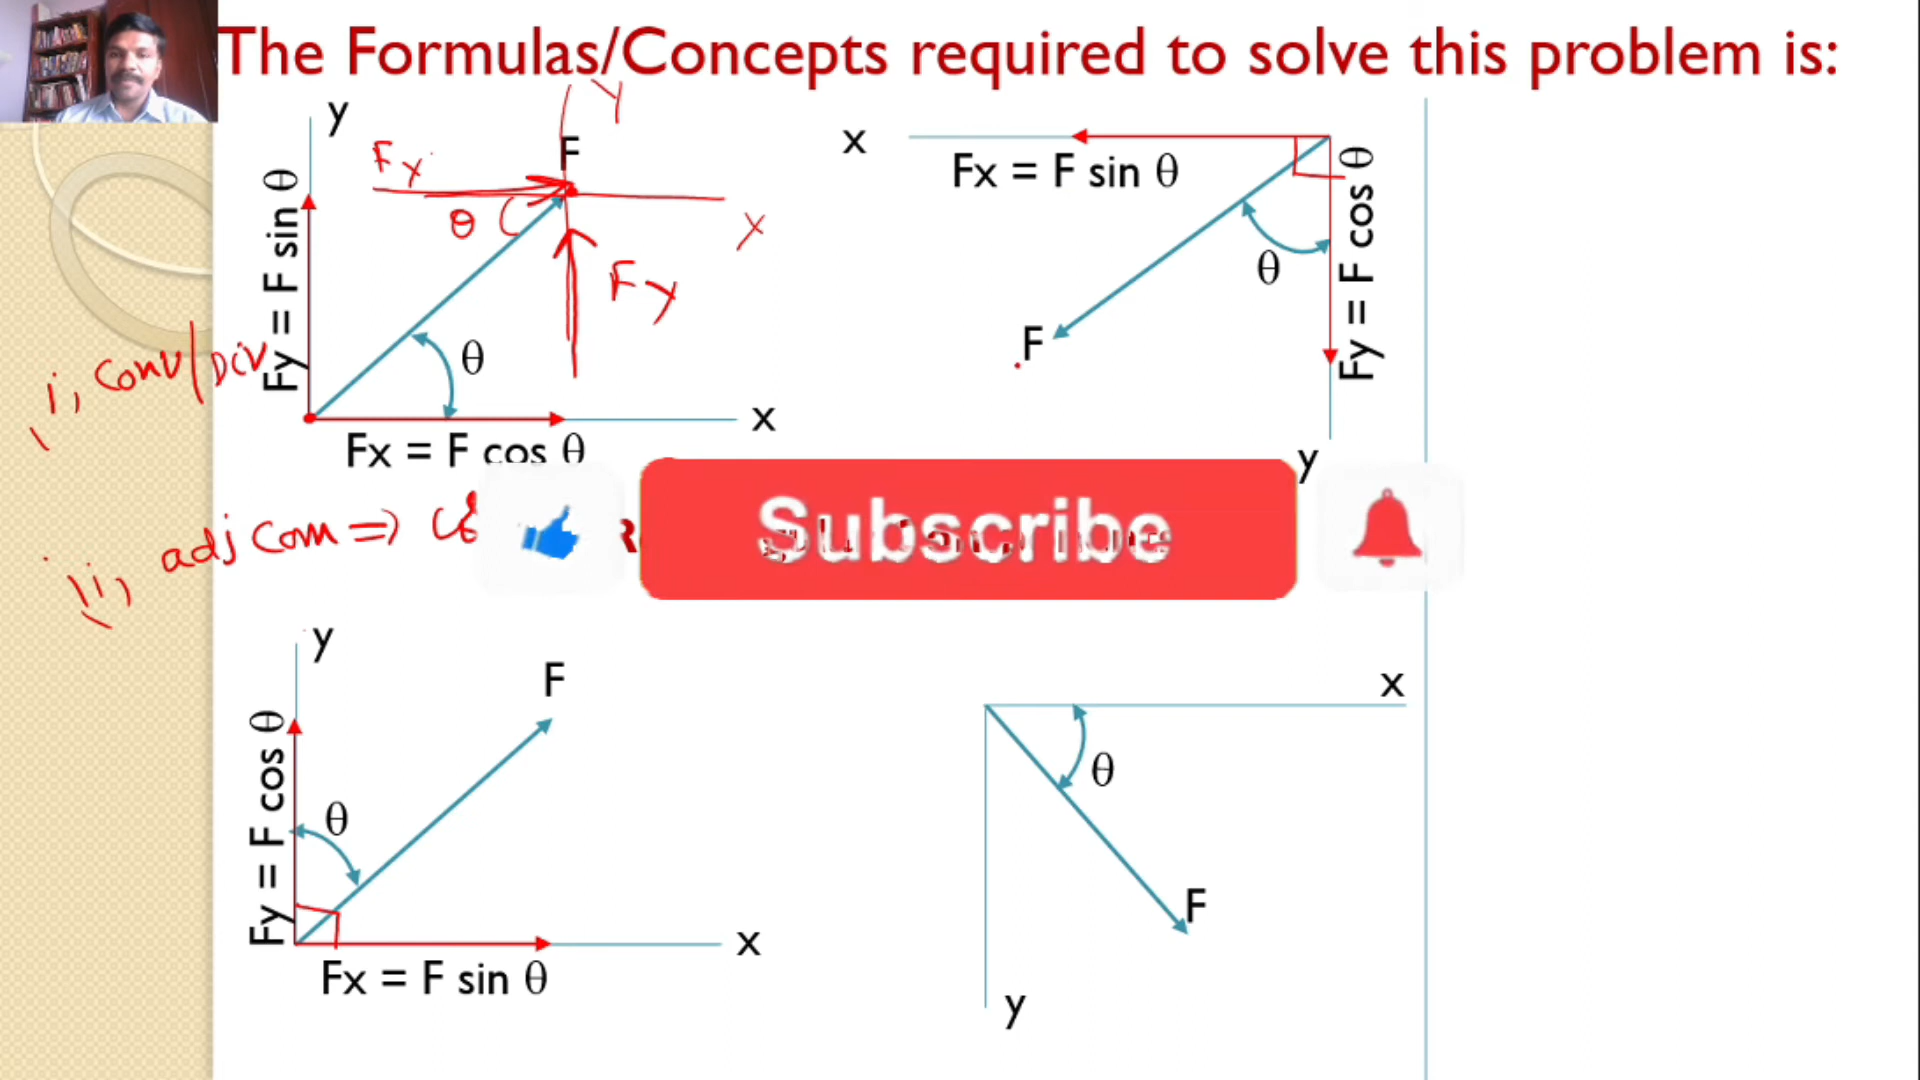 The Formulas/Concepts required to solve this problem is:
y
Y
F
Fx
θ
X
Fy
Fy = F sin θ
θ
x
Fx = F cos θ
x
Fx = F sin θ
Fy = F cos θ
θ
F
y
i, Conv/Div
ii, adj com =>
Subscribe
y
F
Fy = F cos θ
θ
x
Fx = F sin θ
x
θ
F
y